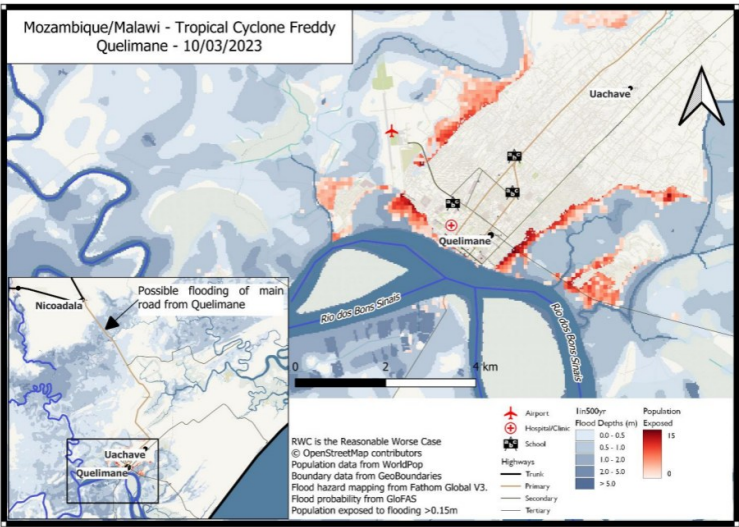 Mozambique/Malawi - Tropical Cyclone Freddy
Quelimane - 10/03/2023
Uachave
Quelimane
Rio dos Bons Sinais
Rio dos Bons Sinais
0 2 4 km
Nicoadala
Possible flooding of main
road from Quelimane
Uachave
Quelimane
RWC is the Reasonable Worse Case
© OpenStreetMap contributors
Population data from WorldPop
Boundary data from GeoBoundaries
Flood hazard mapping from Fathom Global V3.
Flood probability from GloFAS
Population exposed to flooding >0.15m
Airport
Hospital/Clinic
School
Highways
Trunk
Primary
Secondary
Tertiary
1in500yr
Flood Depths (m)
0.0 - 0.5
0.5 - 1.0
1.0 - 2.0
2.0 - 5.0
> 5.0
Population
Exposed
15
0